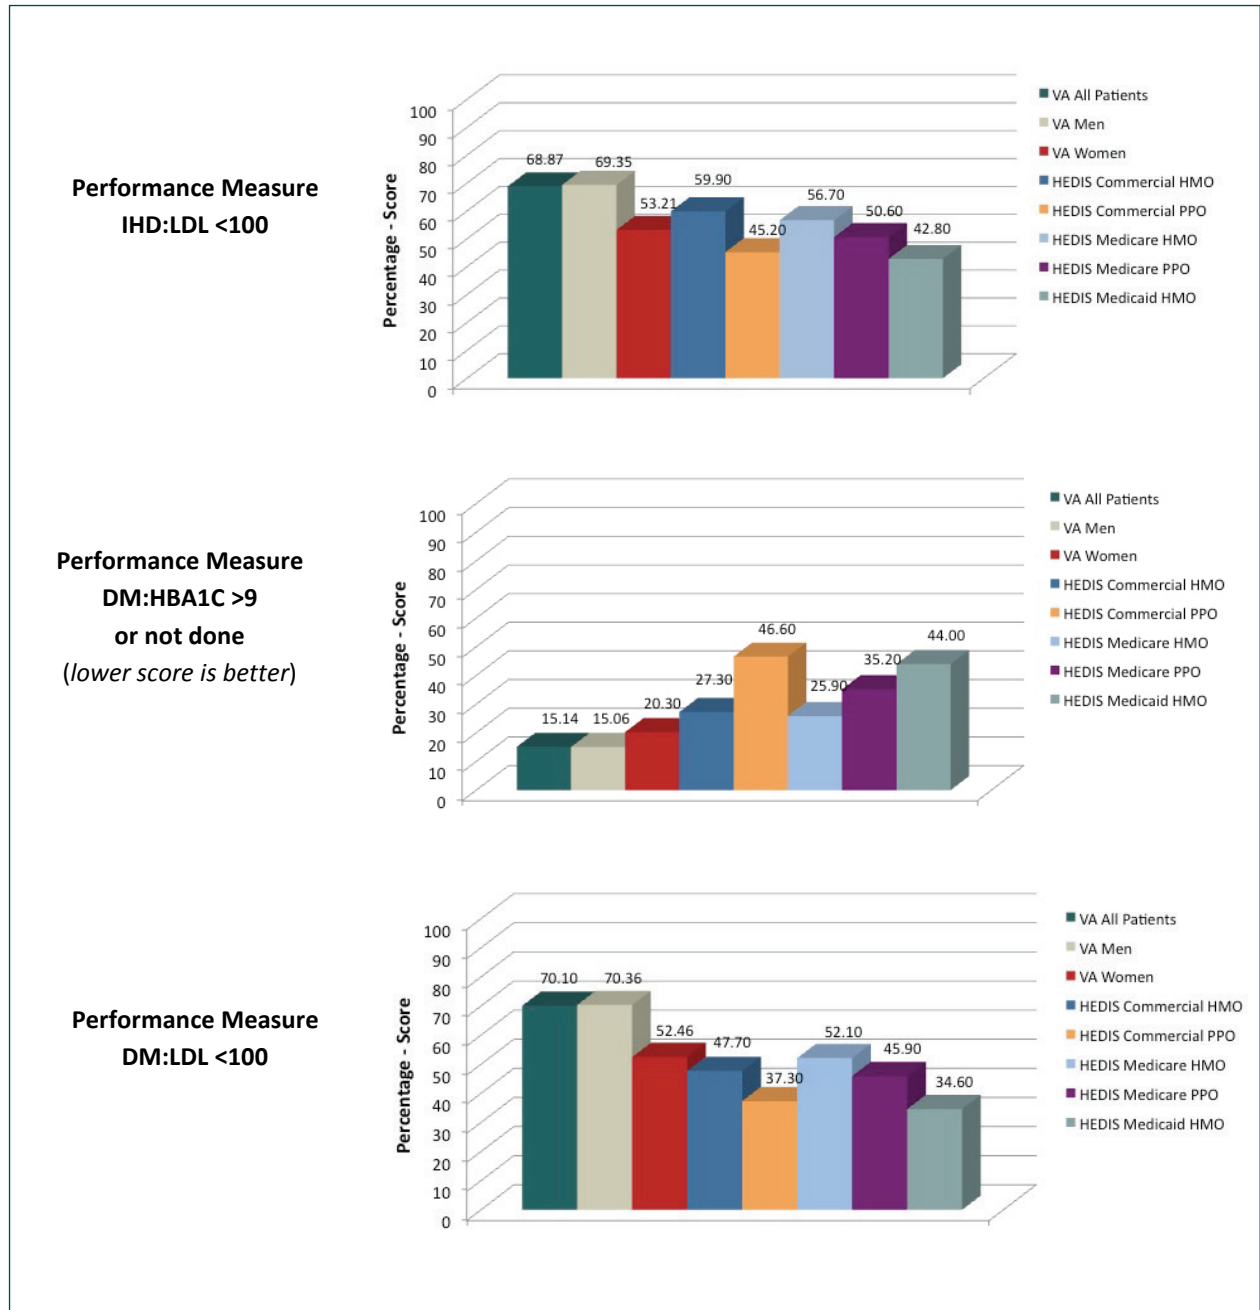 Performance Measure
IHD:LDL <100
Percentage - Score
100
90
80
70
60
50
40
30
20
10
0
68.87
69.35
53.21
59.90
45.20
56.70
50.60
42.80
VA All Patients
VA Men
VA Women
HEDIS Commercial HMO
HEDIS Commercial PPO
HEDIS Medicare HMO
HEDIS Medicare PPO
HEDIS Medicaid HMO
Performance Measure
DM:HBA1C >9
or not done
(lower score is better)
Percentage - Score
100
90
80
70
60
50
40
30
20
10
0
15.14
15.06
20.30
27.30
46.60
25.90
35.20
44.00
VA All Patients
VA Men
VA Women
HEDIS Commercial HMO
HEDIS Commercial PPO
HEDIS Medicare HMO
HEDIS Medicare PPO
HEDIS Medicaid HMO
Performance Measure
DM:LDL <100
Percentage - Score
100
90
80
70
60
50
40
30
20
10
0
70.10
70.36
52.46
47.70
37.30
52.10
45.90
34.60
VA All Patients
VA Men
VA Women
HEDIS Commercial HMO
HEDIS Commercial PPO
HEDIS Medicare HMO
HEDIS Medicare PPO
HEDIS Medicaid HMO